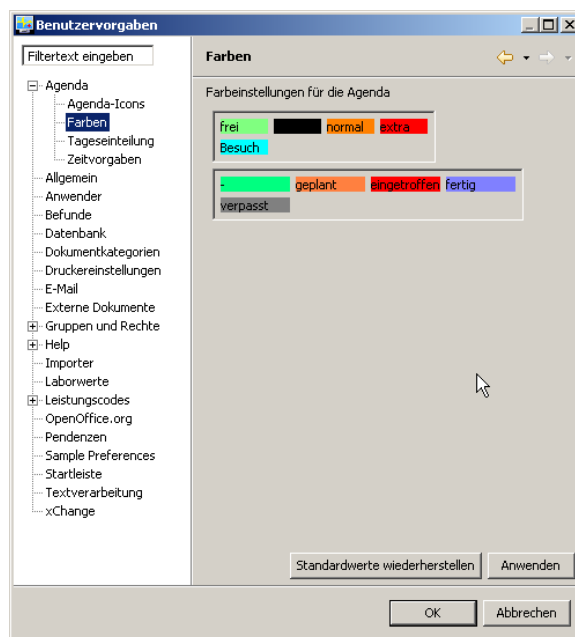 Benutzervorgaben
Filtertext eingeben
Agenda
Agenda-Icons
Farben
Tageseinteilung
Zeitvorgaben
Allgemein
Anwender
Befunde
Datenbank
Dokumentkategorien
Druckereinstellungen
E-Mail
Externe Dokumente
Gruppen und Rechte
Help
Importer
Laborwerte
Leistungscodes
OpenOffice.org
Pendenzen
Sample Preferences
Startleiste
Textverarbeitung
xChange
Farben
Farbeinstellungen für die Agenda
frei normal extra
Besuch
- geplant eingetroffen fertig
verpasst
Standardwerte wiederherstellen Anwenden
OK Abbrechen